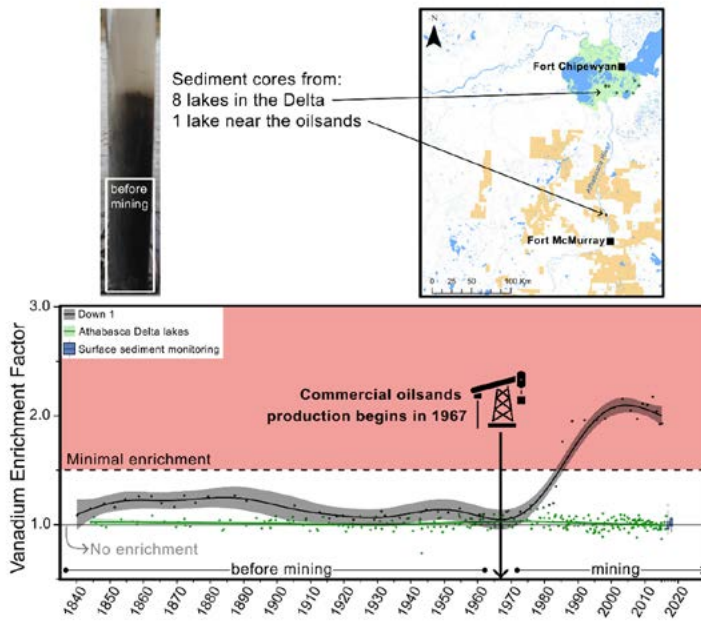 Sediment cores from:
8 lakes in the Delta
1 lake near the oilsands
before
mining
N
Fort Chipewyan
Athabasca River
Fort McMurray
0 25 50 100 Km
3.0
2.0
1.0
Vanadium Enrichment Factor
Down 1
Athabasca Delta lakes
Surface sediment monitoring
Commercial oilsands
production begins in 1967
Minimal enrichment
No enrichment
before mining
mining
1840 1850 1860 1870 1880 1890 1900 1910 1920 1930 1940 1950 1960 1970 1980 1990 2000 2010 2020